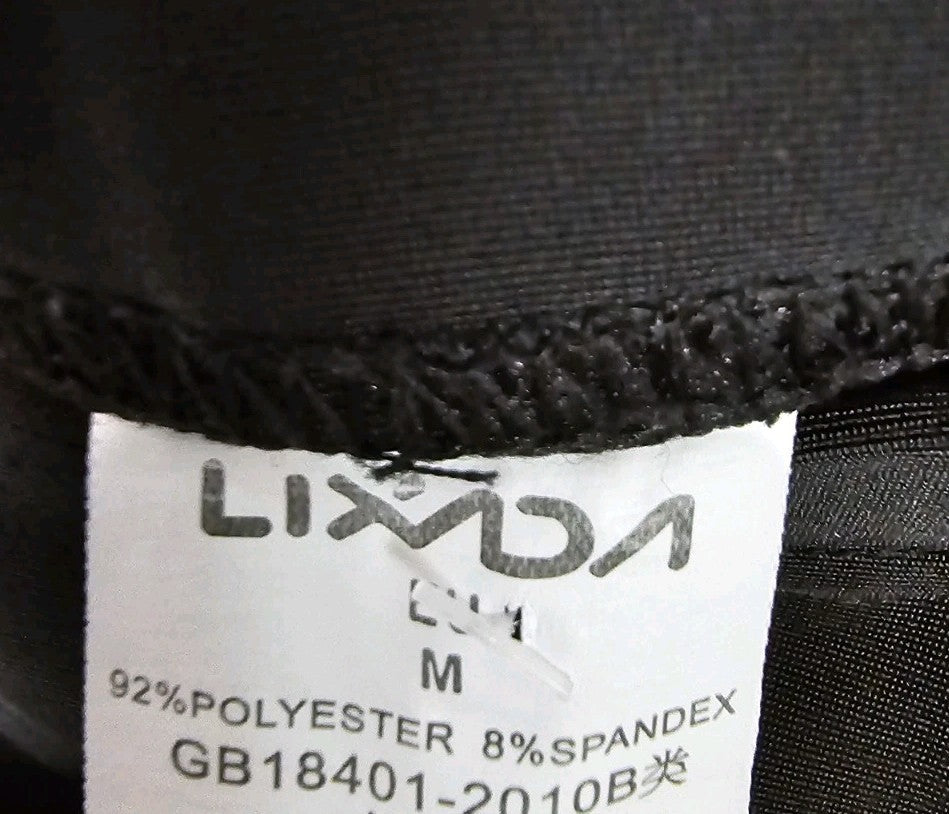 LIXADA
M
92%POLYESTER 8%SPANDEX
GB18401-2010B类